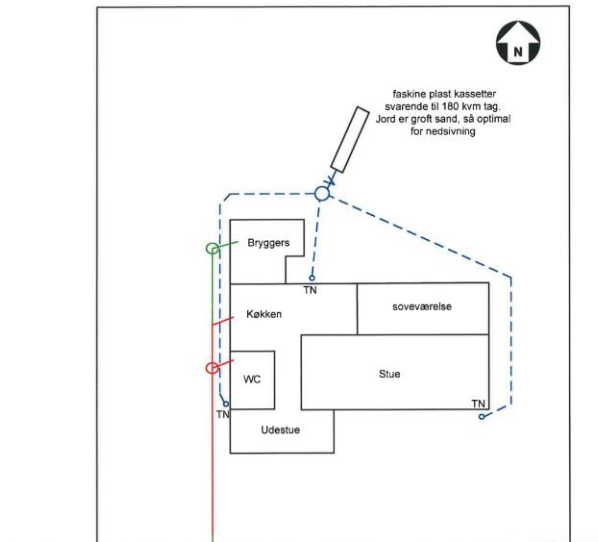 N
faskine plast kassetter
svarende til 180 kvm tag.
Jord er groft sand, så optimal
for nedsivning
Bryggers
TN
Køkken
soveværelse
WC
Stue
TN
TN
Udestue